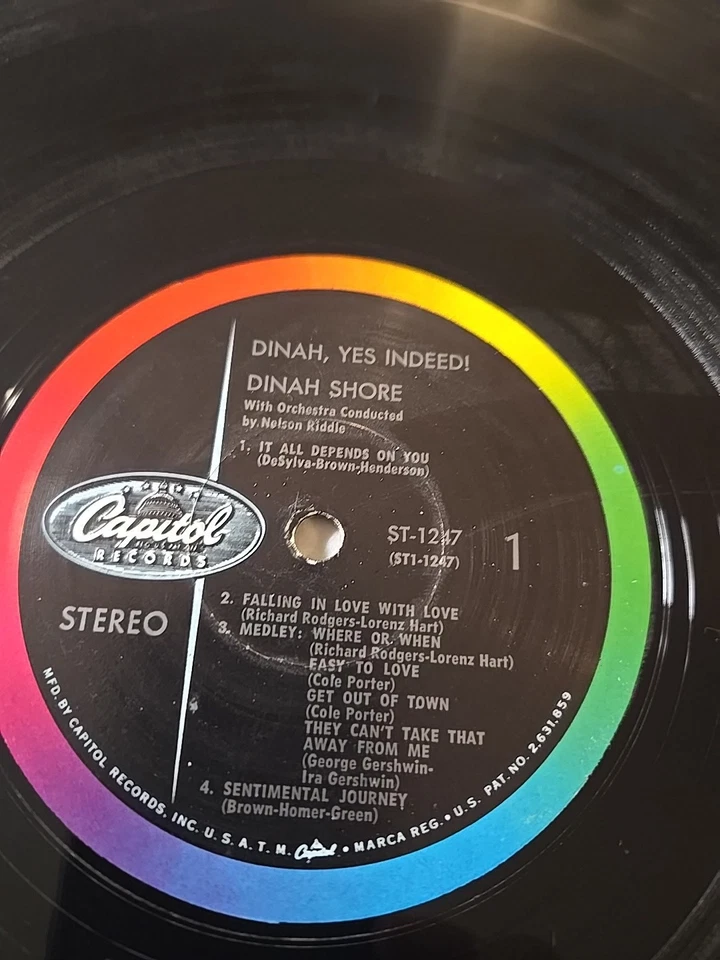 DINAH, YES INDEED!
DINAH SHORE
With Orchestra Conducted
by Nelson Riddle
1. IT ALL DEPENDS ON YOU
(DeSylva-Brown-Henderson)
Capitol
RECORDS
ST-1247
(ST1-1247)
1
STEREO
2. FALLING IN LOVE WITH LOVE
(Richard Rodgers-Lorenz Hart)
3. MEDLEY: WHERE OR WHEN
(Richard Rodgers-Lorenz Hart)
EASY TO LOVE
(Cole Porter)
GET OUT OF TOWN
(Cole Porter)
THEY CAN'T TAKE THAT
AWAY FROM ME
(George Gershwin-
Ira Gershwin)
4. SENTIMENTAL JOURNEY
(Brown-Homer-Green)
MFD. BY CAPITOL RECORDS, INC. U. S. A. T. M. Capitol • MARCA REG. • U.S. PAT. NO. 2,631,859